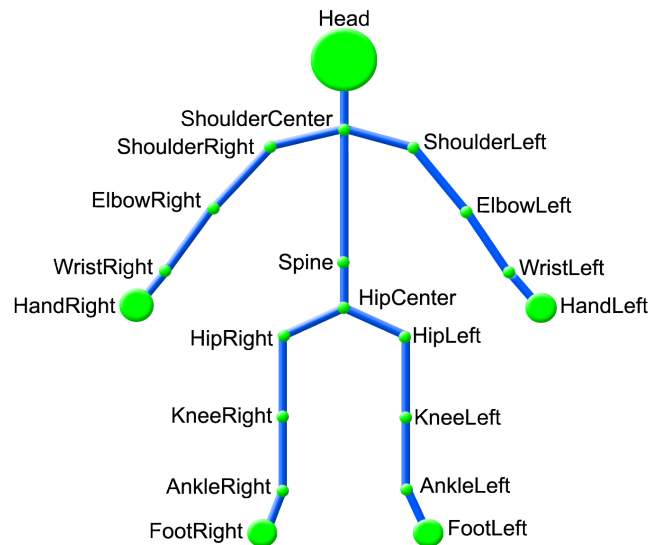 Head
ShoulderCenter
ShoulderRight
ShoulderLeft
ElbowRight
ElbowLeft
Spine
WristRight
WristLeft
HandRight
HipCenter
HandLeft
HipRight
HipLeft
KneeRight
KneeLeft
AnkleRight
AnkleLeft
FootRight
FootLeft